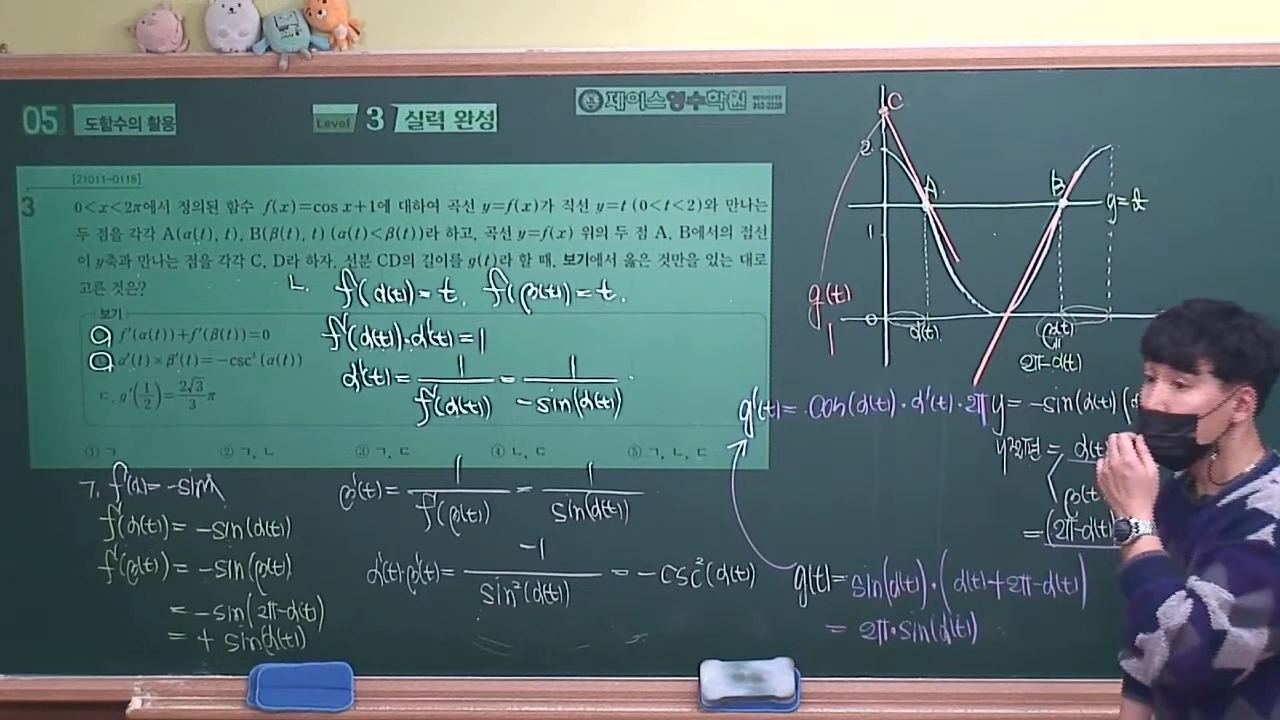 05 도함수의 활용
Level 3 실력 완성
제이스영수학원
[21011-0118]
3
0<x<2π에서 정의된 함수 f(x)=cos x+1에 대하여 곡선 y=f(x)가 직선 y=t (0<t<2)와 만나는
두 점을 각각 A(α(t), t), B(β(t), t) (α(t)<β(t))라 하고, 곡선 y=f(x) 위의 두 점 A, B에서의 접선
이 y축과 만나는 점을 각각 C, D라 하자. 선분 CD의 길이를 g(t)라 할 때, 보기에서 옳은 것만을 있는 대로
고른 것은?
보기
f'(α(t))+f'(β(t))=0
α'(t)×β'(t)=-csc²(α(t))
ㄷ. g'(1/2)=2√3/3 π
① ㄱ, ㄷ ② ㄱ, ㄴ ③ ㄱ, ㄷ ④ ㄴ, ㄷ ⑤ ㄱ, ㄴ, ㄷ
ㄴ. f(α(t))=t, f(β(t))=t.
f'(α(t))·α'(t)=1
α'(t)= 1/f'(α(t)) = 1/-sin(α(t))
β'(t)= 1/f'(β(t)) = 1/sin(α(t))
α'(t)·β'(t)= -1/sin²(α(t)) = -csc²(α(t))
ㄱ. f'(x)=-sinx
f'(α(t))= -sin(α(t))
f'(β(t))= -sin(β(t))
= -sin(2π-α(t))
= + sin(α(t))
C
2
A
B
y=t
1
g(t)
0
α(t)
β(t)
2π-α(t)
g'(t)= cos(α(t))·α'(t)·2π
y= -sin(α(t)
y절편= α(t)
β(t)
=(2π-α(t)
g(t)=sin(α(t))·(α(t)+2π-α(t))
= 2π·sin(α(t))